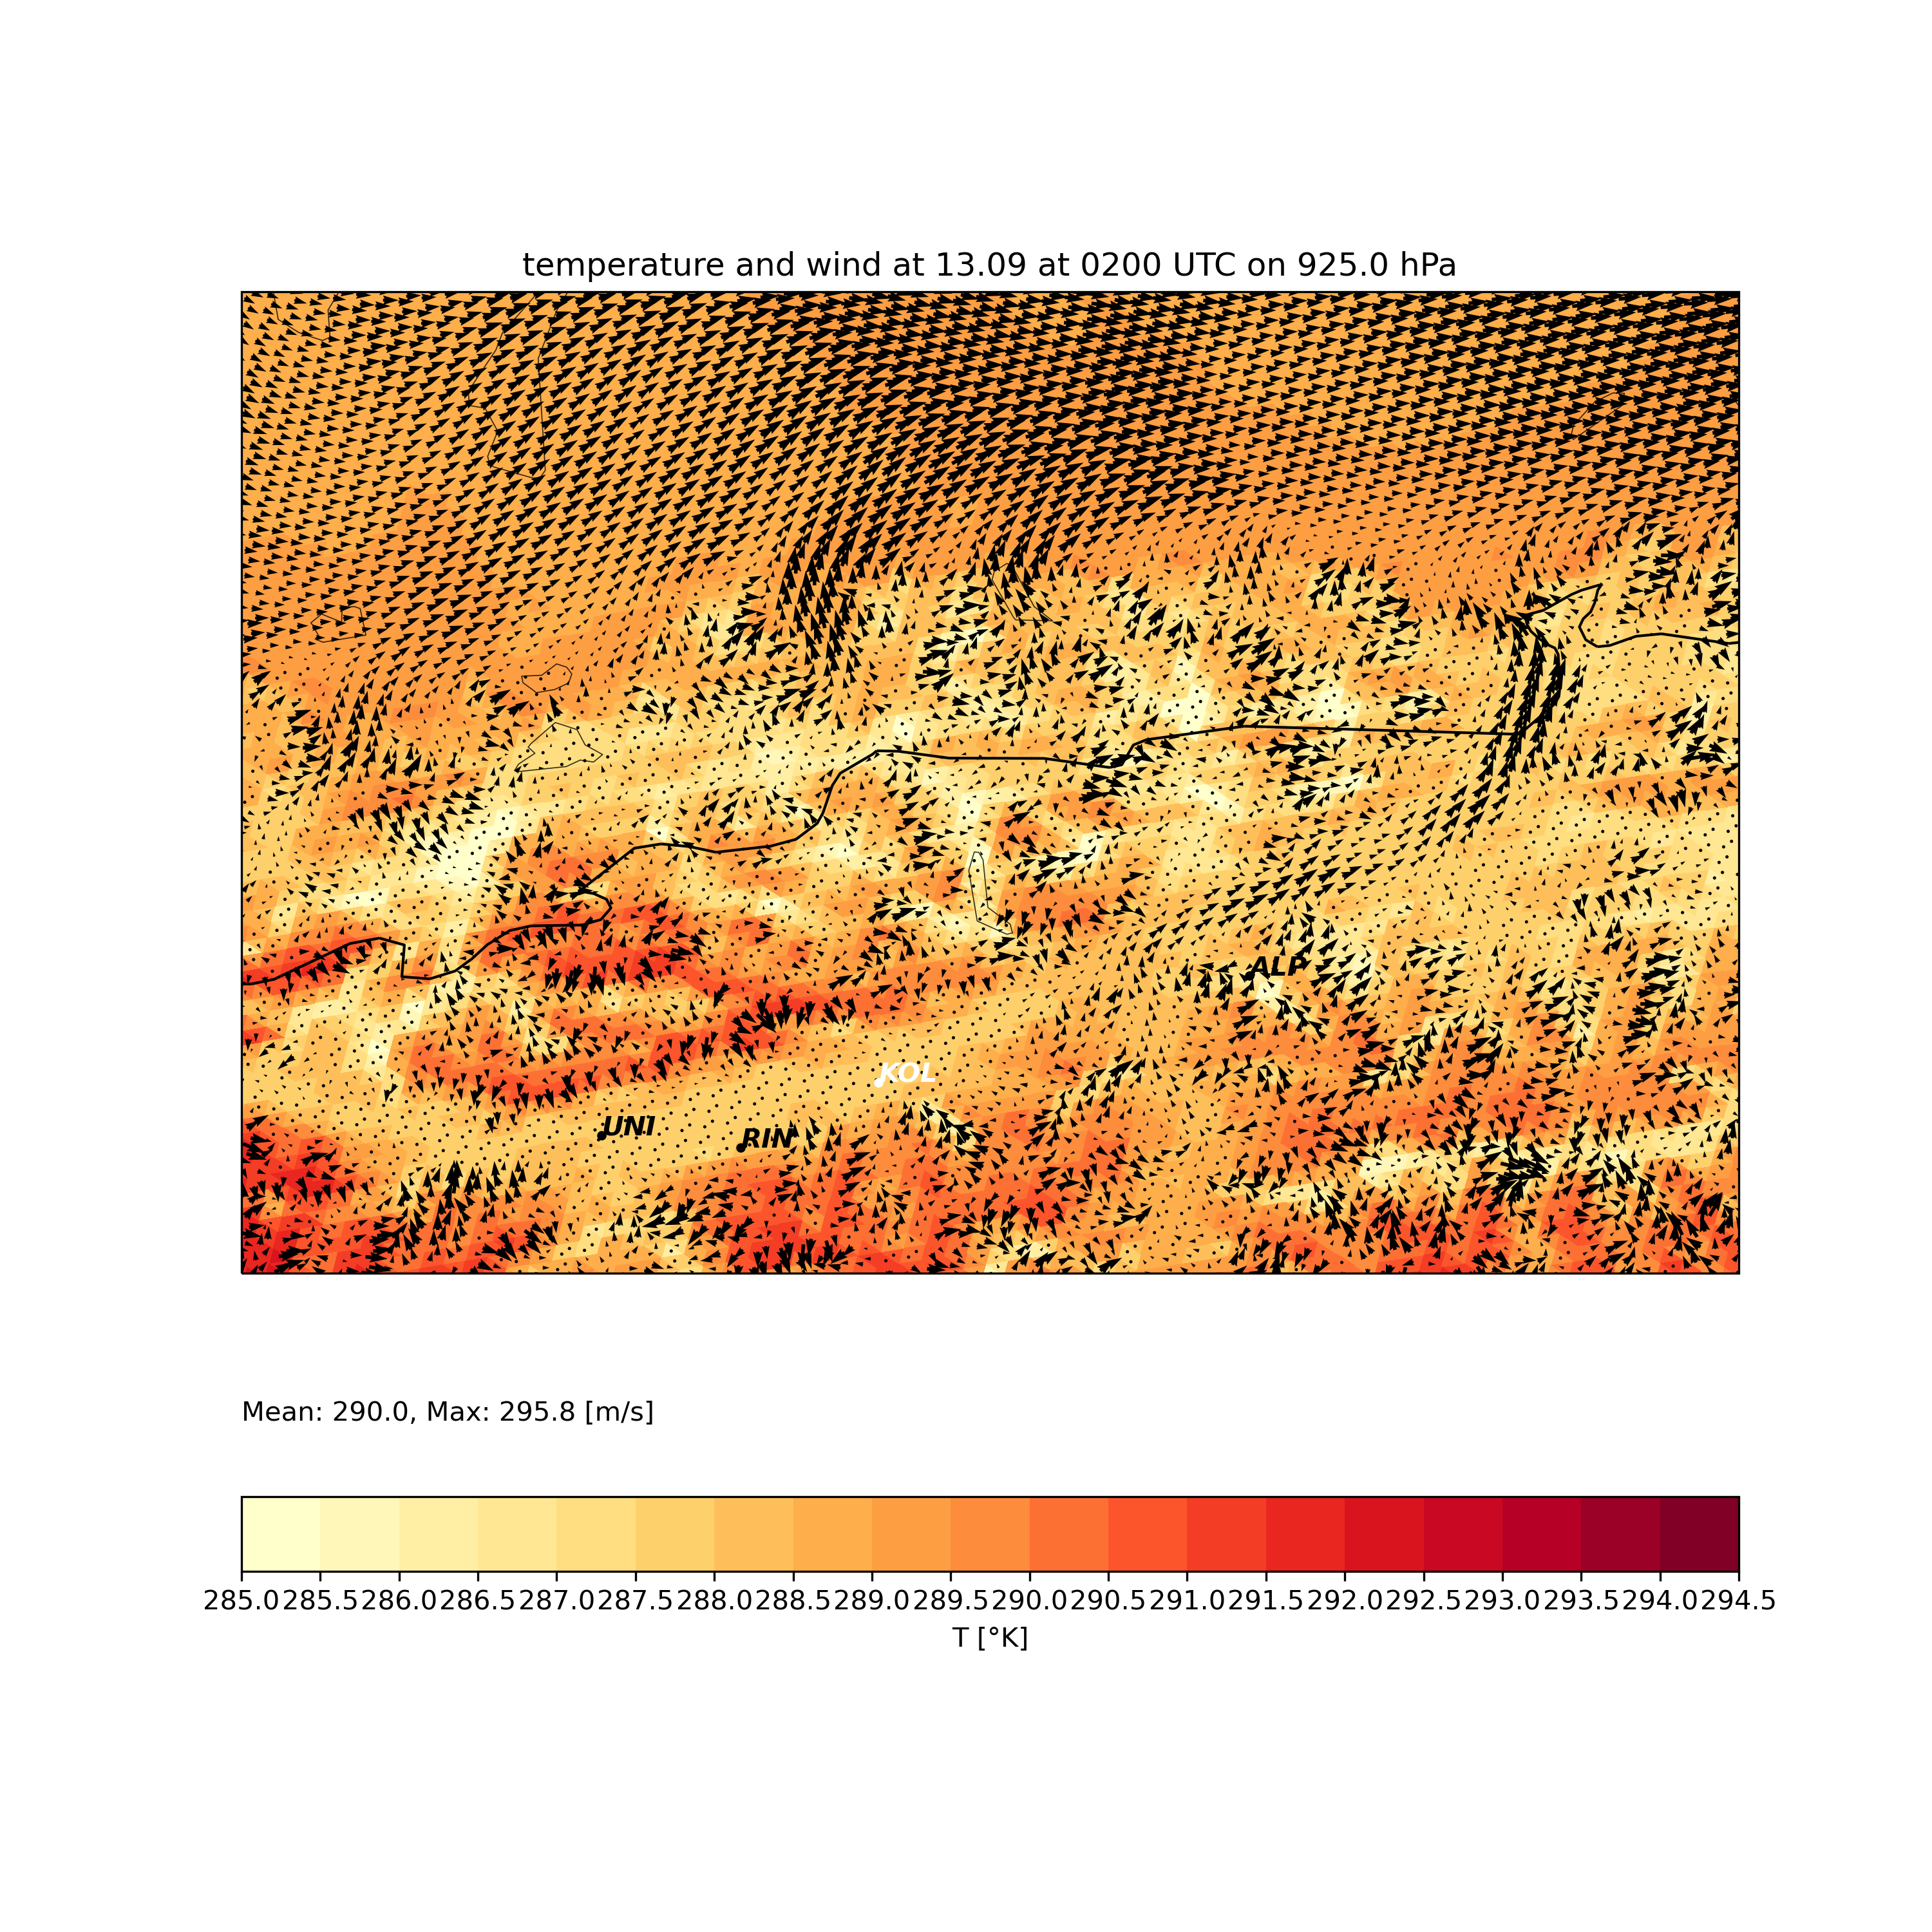 temperature and wind at 13.09 at 0200 UTC on 925.0 hPa
ALP
KOL
UNI
RIN
Mean: 290.0, Max: 295.8 [m/s]
285.0 285.5 286.0 286.5 287.0 287.5 288.0 288.5 289.0 289.5 290.0 290.5 291.0 291.5 292.0 292.5 293.0 293.5 294.0 294.5
T [°K]